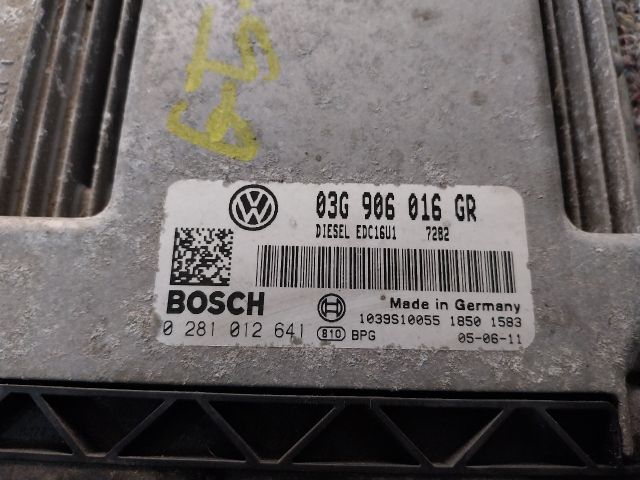 03G 906 016 GR
DIESEL EDC16U1 7282
BOSCH
Made in Germany
1039S10055 1850 1583
0 281 012 641 810 BPG 05-06-11